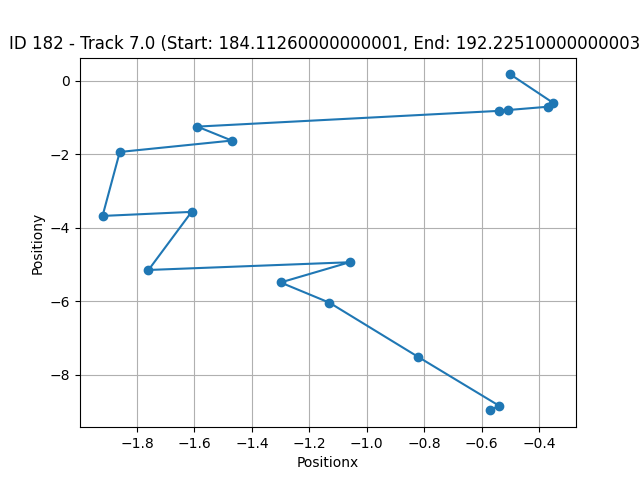 ID 182 - Track 7.0 (Start: 184.11260000000001, End: 192.22510000000003
0
−2
−4
−6
−8
Positiony
−1.8 −1.6 −1.4 −1.2 −1.0 −0.8 −0.6 −0.4
Positionx